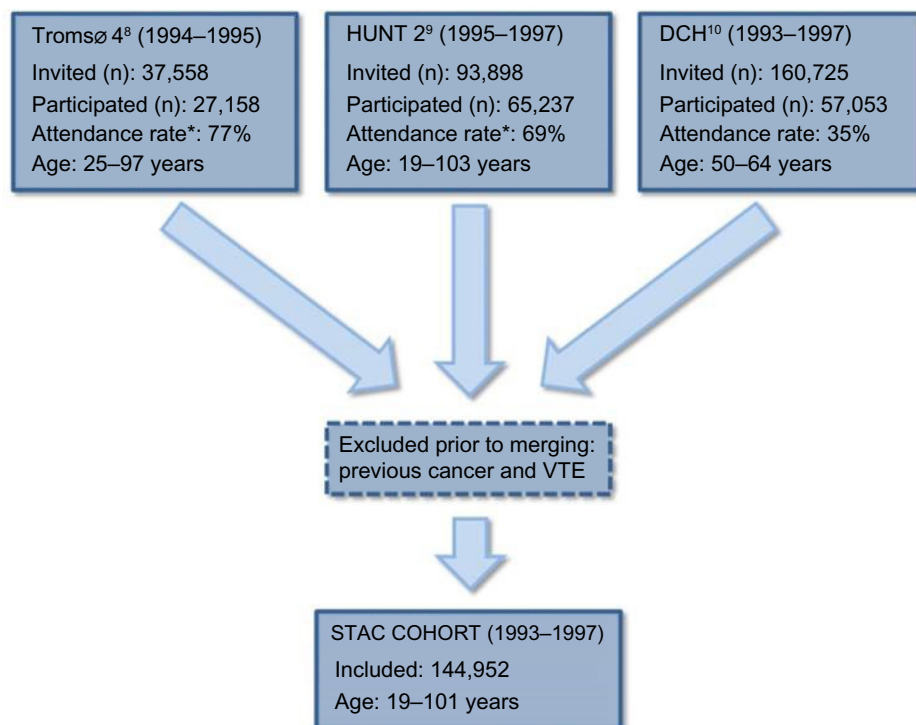 Tromsø 4⁸ (1994–1995)
Invited (n): 37,558
Participated (n): 27,158
Attendance rate*: 77%
Age: 25–97 years
HUNT 2⁹ (1995–1997)
Invited (n): 93,898
Participated (n): 65,237
Attendance rate*: 69%
Age: 19–103 years
DCH¹⁰ (1993–1997)
Invited (n): 160,725
Participated (n): 57,053
Attendance rate: 35%
Age: 50–64 years
Excluded prior to merging:
previous cancer and VTE
STAC COHORT (1993–1997)
Included: 144,952
Age: 19–101 years